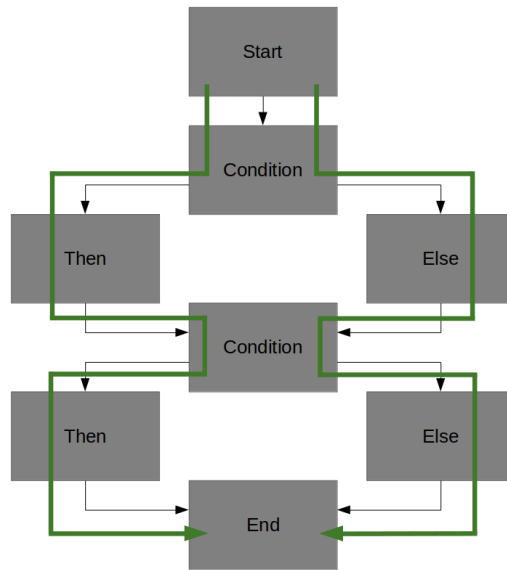 Start
Condition
Then
Else
Condition
Then
Else
End